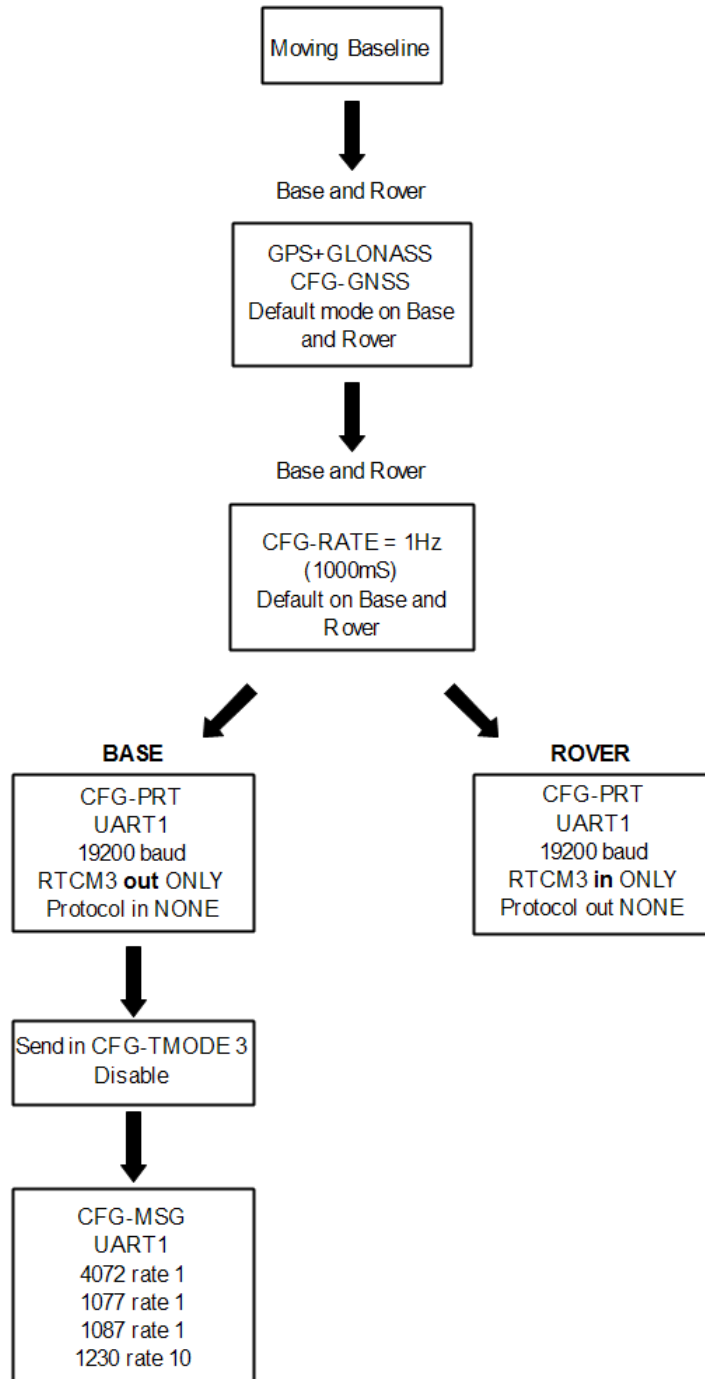 Moving Baseline
Base and Rover
GPS+GLONASS
CFG-GNSS
Default mode on Base
and Rover
Base and Rover
CFG-RATE = 1Hz
(1000mS)
Default on Base and
Rover
BASE
CFG-PRT
UART1
19200 baud
RTCM3 out ONLY
Protocol in NONE
ROVER
CFG-PRT
UART1
19200 baud
RTCM3 in ONLY
Protocol out NONE
Send in CFG-TMODE 3
Disable
CFG-MSG
UART1
4072 rate 1
1077 rate 1
1087 rate 1
1230 rate 10